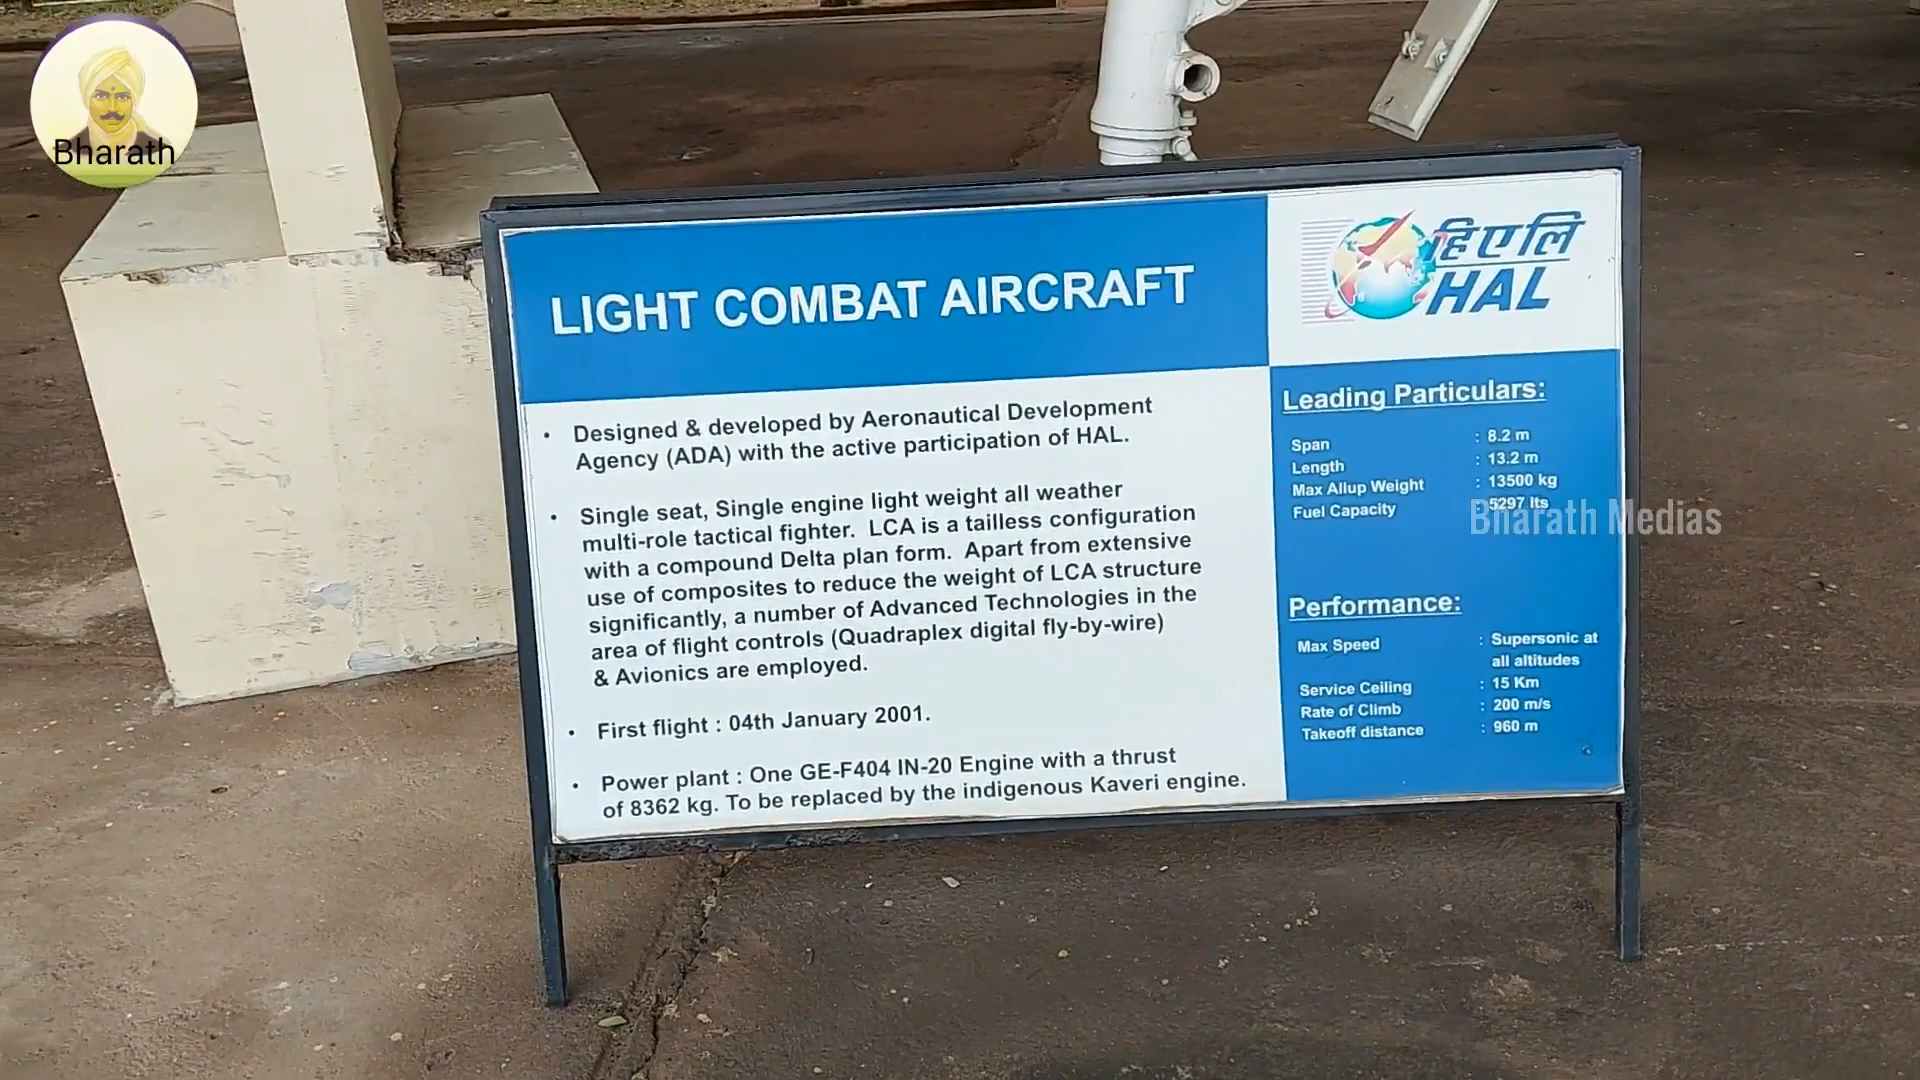 Bharath
LIGHT COMBAT AIRCRAFT
हिएलि
HAL
• Designed & developed by Aeronautical Development
Agency (ADA) with the active participation of HAL.
• Single seat, Single engine light weight all weather
multi-role tactical fighter. LCA is a tailless configuration
with a compound Delta plan form. Apart from extensive
use of composites to reduce the weight of LCA structure
significantly, a number of Advanced Technologies in the
area of flight controls (Quadraplex digital fly-by-wire)
& Avionics are employed.
• First flight : 04th January 2001.
• Power plant : One GE-F404 IN-20 Engine with a thrust
of 8362 kg. To be replaced by the indigenous Kaveri engine.
Leading Particulars:
Span : 8.2 m
Length : 13.2 m
Max Allup Weight : 13500 kg
Fuel Capacity : 5297 lts
Bharath Medias
Performance:
Max Speed : Supersonic at
all altitudes
Service Ceiling : 15 Km
Rate of Climb : 200 m/s
Takeoff distance : 960 m